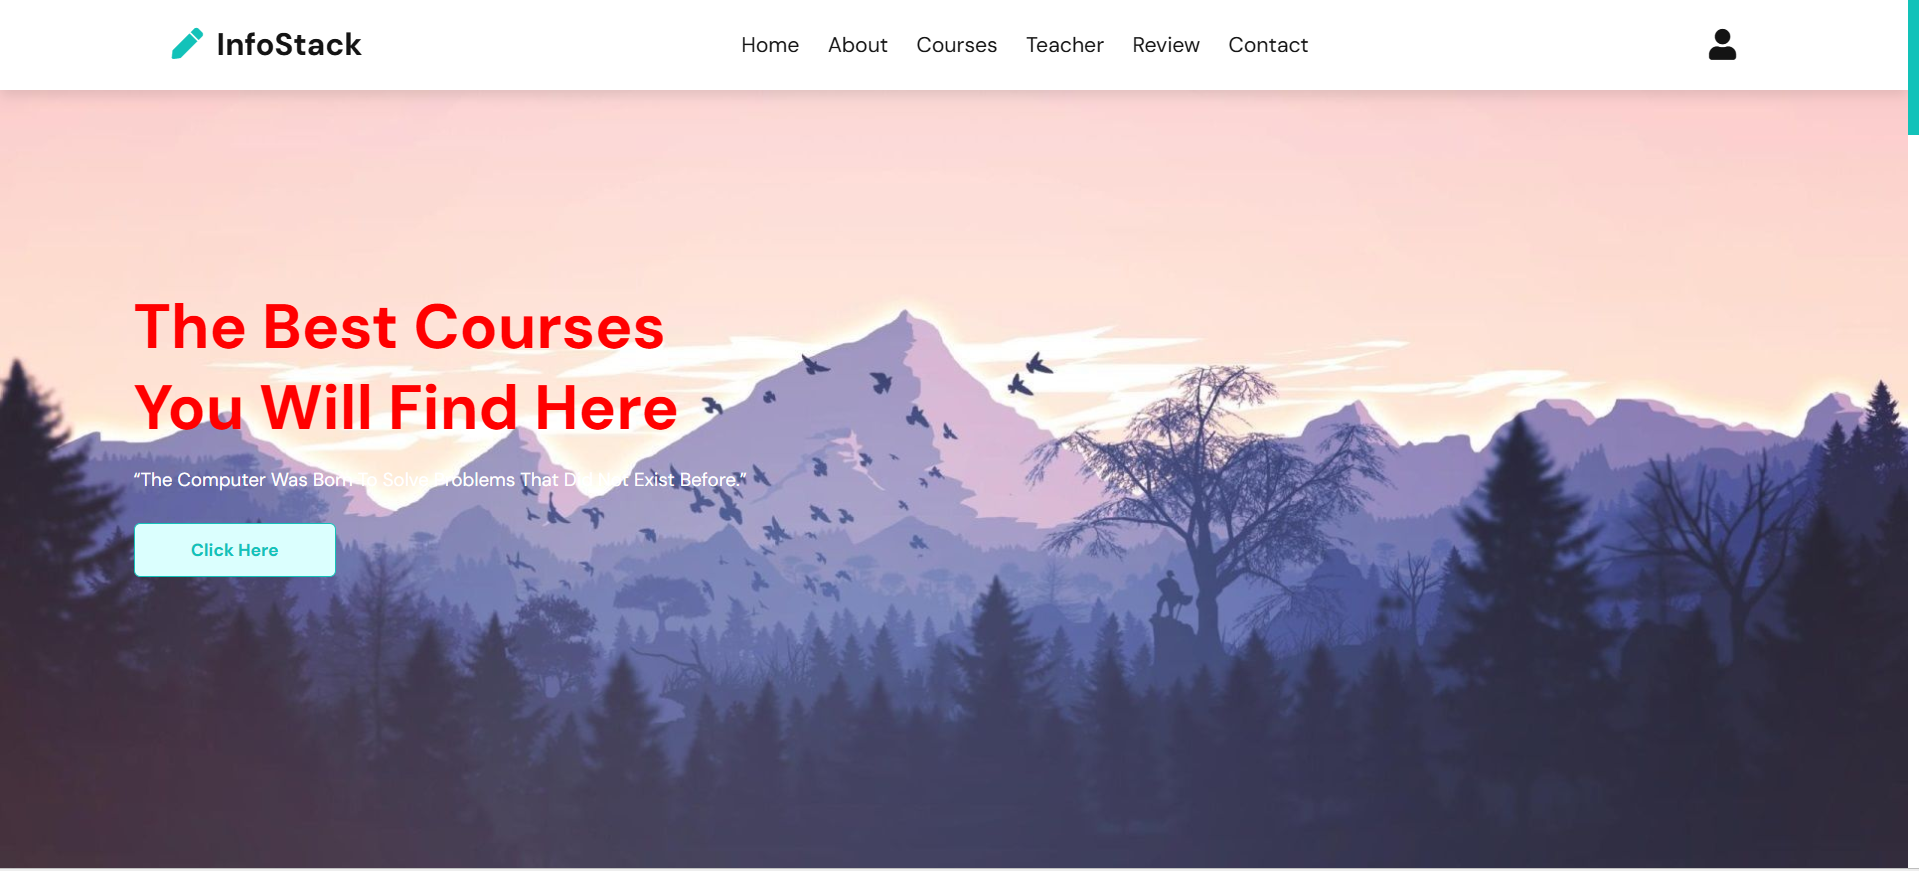 InfoStack
Home About Courses Teacher Review Contact
The Best Courses
You Will Find Here
“The Computer Was Born To Solve Problems That Did Not Exist Before.”
Click Here